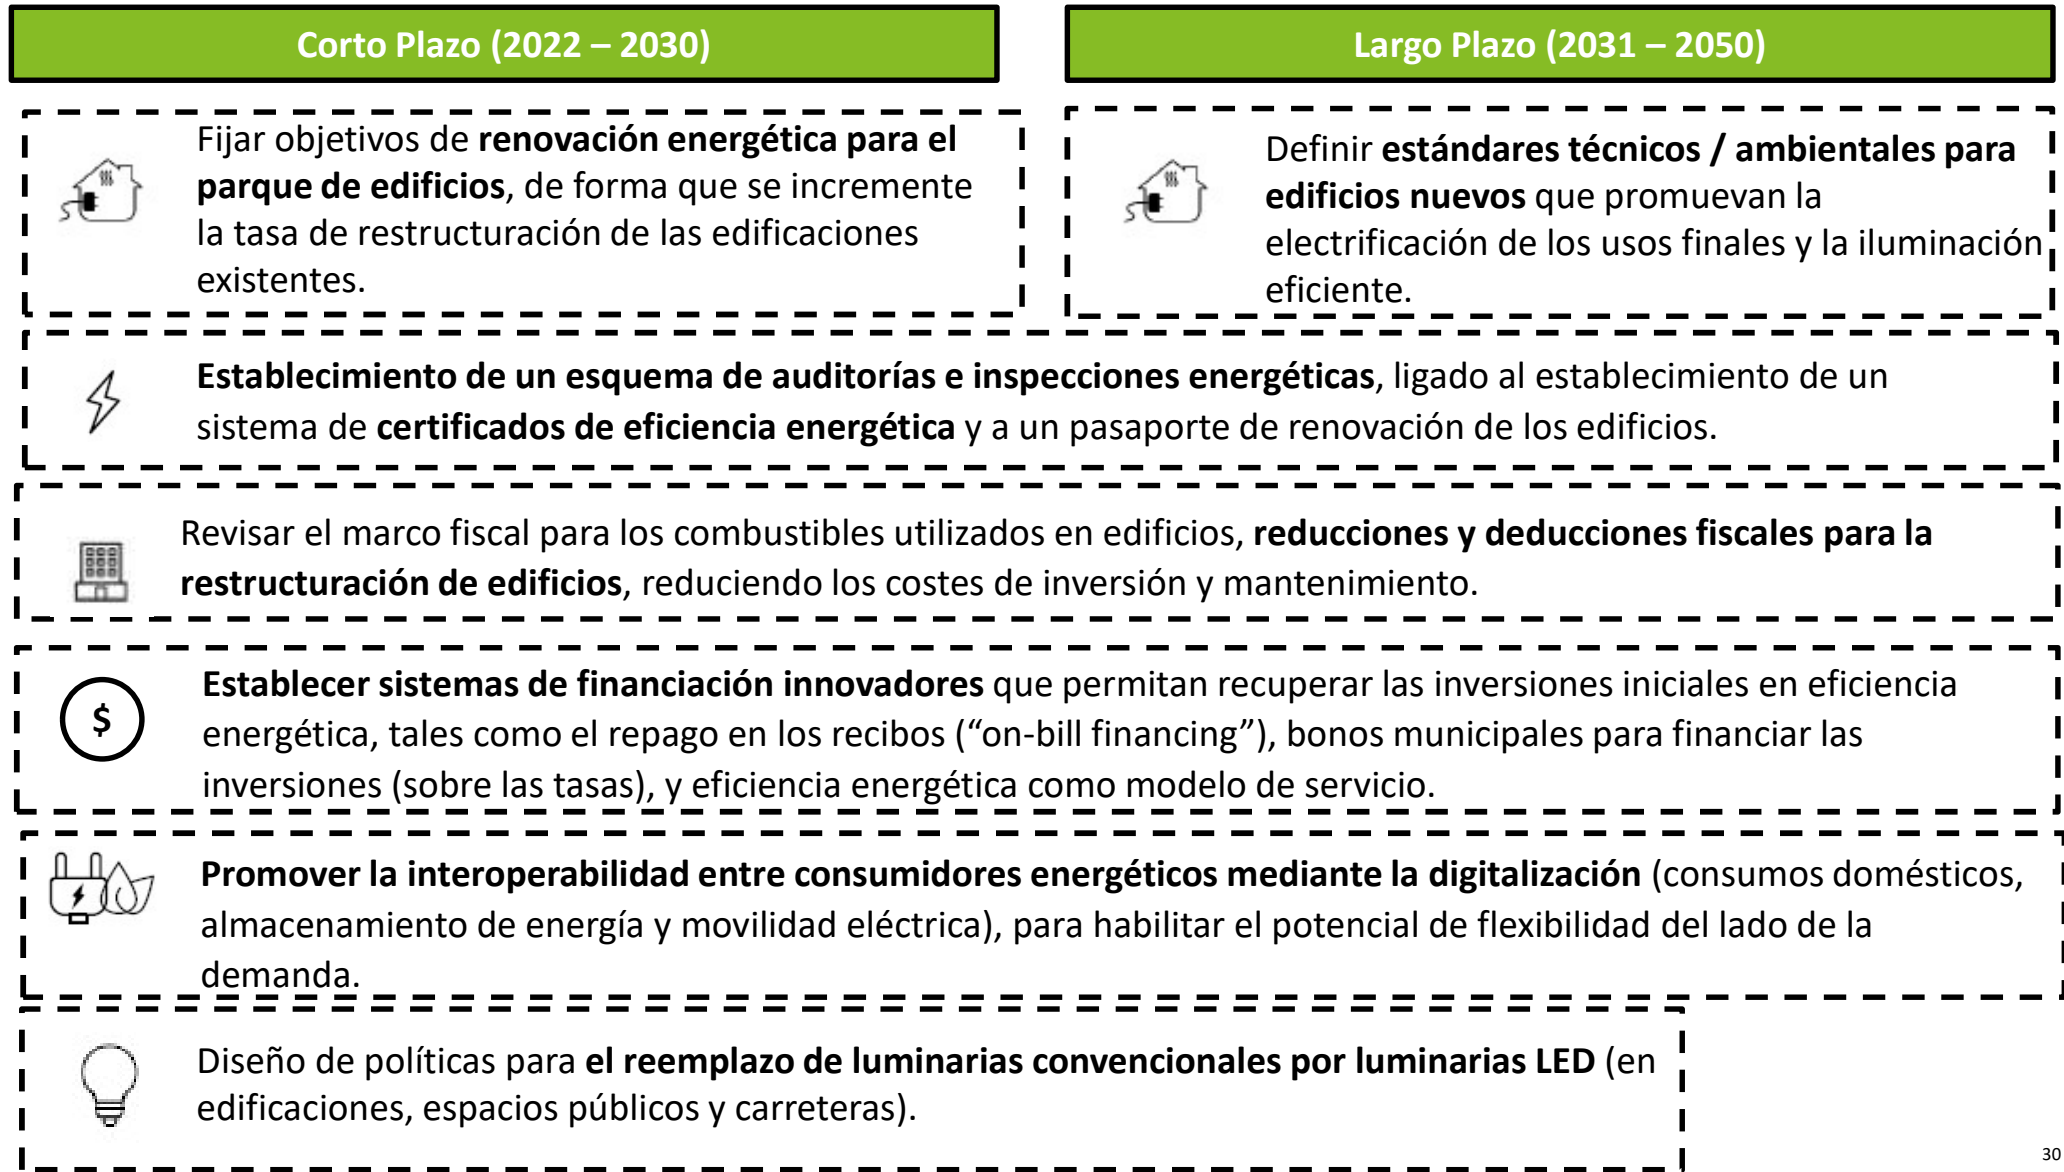 Corto Plazo (2022 – 2030)
Largo Plazo (2031 – 2050)
Fijar objetivos de renovación energética para el
parque de edificios, de forma que se incremente
la tasa de restructuración de las edificaciones
existentes.
Definir estándares técnicos / ambientales para
edificios nuevos que promuevan la
electrificación de los usos finales y la iluminación
eficiente.
Establecimiento de un esquema de auditorías e inspecciones energéticas, ligado al establecimiento de un
sistema de certificados de eficiencia energética y a un pasaporte de renovación de los edificios.
Revisar el marco fiscal para los combustibles utilizados en edificios, reducciones y deducciones fiscales para la
restructuración de edificios, reduciendo los costes de inversión y mantenimiento.
$
Establecer sistemas de financiación innovadores que permitan recuperar las inversiones iniciales en eficiencia
energética, tales como el repago en los recibos (“on-bill financing”), bonos municipales para financiar las
inversiones (sobre las tasas), y eficiencia energética como modelo de servicio.
Promover la interoperabilidad entre consumidores energéticos mediante la digitalización (consumos domésticos,
almacenamiento de energía y movilidad eléctrica), para habilitar el potencial de flexibilidad del lado de la
demanda.
Diseño de políticas para el reemplazo de luminarias convencionales por luminarias LED (en
edificaciones, espacios públicos y carreteras).
30